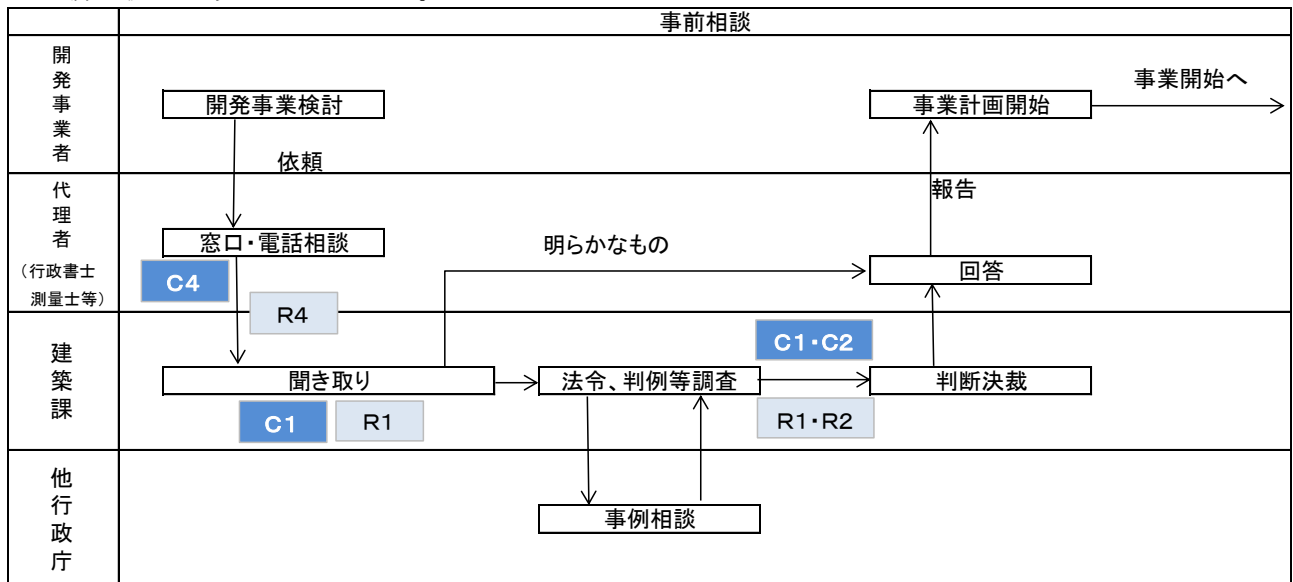 事前相談
開発事業者
開発事業検討
事業計画開始
事業開始へ
依頼
代理者
(行政書士
測量士等)
窓口・電話相談
明らかなもの
報告
回答
C4
R4
建築課
聞き取り
法令、判例等調査
C1・C2
判断決裁
C1
R1
R1・R2
他行政庁
事例相談